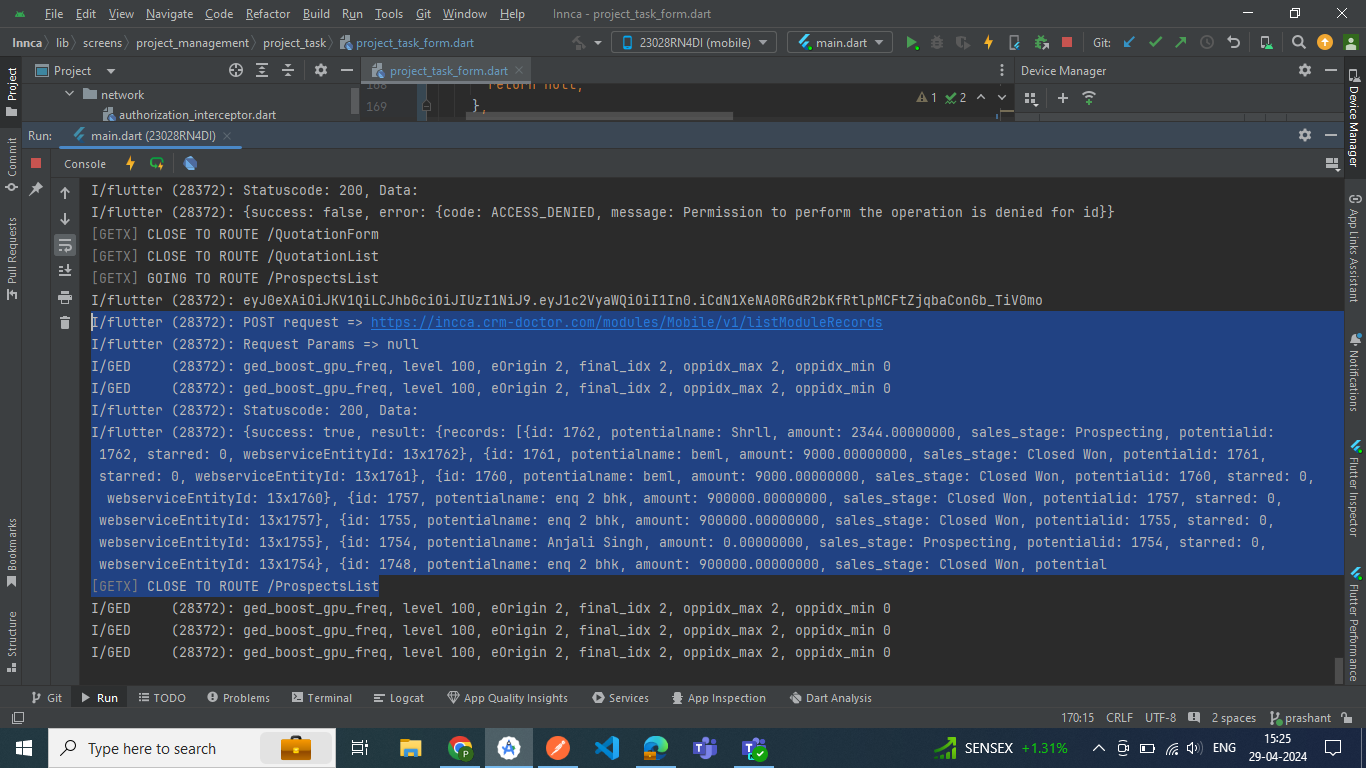 File Edit View Navigate Code Refactor Build Run Tools Git Window Help Innca - project_task_form.dart
Innca lib screens project_management project_task project_task_form.dart 23028RN4DI (mobile) main.dart Git:
Project project_task_form.dart Device Manager
network 168 return null; 1 2
authorization_interceptor.dart 169 },
Run: main.dart (23028RN4DI)
Console
I/flutter (28372): Statuscode: 200, Data:
I/flutter (28372): {success: false, error: {code: ACCESS_DENIED, message: Permission to perform the operation is denied for id}}
[GETX] CLOSE TO ROUTE /QuotationForm
[GETX] CLOSE TO ROUTE /QuotationList
[GETX] GOING TO ROUTE /ProspectsList
I/flutter (28372): eyJ0eXAiOiJKV1QiLCJhbGciOiJIUzI1NiJ9.eyJ1c2VyaWQiOiI1In0.iCdN1XeNA0RGdR2bKfRtlpMCFtZjqbaConGb_TiV0mo
I/flutter (28372): POST request => https://incca.crm-doctor.com/modules/Mobile/v1/listModuleRecords
I/flutter (28372): Request Params => null
I/GED (28372): ged_boost_gpu_freq, level 100, eOrigin 2, final_idx 2, oppidx_max 2, oppidx_min 0
I/GED (28372): ged_boost_gpu_freq, level 100, eOrigin 2, final_idx 2, oppidx_max 2, oppidx_min 0
I/flutter (28372): Statuscode: 200, Data:
I/flutter (28372): {success: true, result: {records: [{id: 1762, potentialname: Shrll, amount: 2344.00000000, sales_stage: Prospecting, potentialid:
1762, starred: 0, webserviceEntityId: 13x1762}, {id: 1761, potentialname: beml, amount: 9000.00000000, sales_stage: Closed Won, potentialid: 1761,
starred: 0, webserviceEntityId: 13x1761}, {id: 1760, potentialname: beml, amount: 9000.00000000, sales_stage: Closed Won, potentialid: 1760, starred: 0,
webserviceEntityId: 13x1760}, {id: 1757, potentialname: enq 2 bhk, amount: 900000.00000000, sales_stage: Closed Won, potentialid: 1757, starred: 0,
webserviceEntityId: 13x1757}, {id: 1755, potentialname: enq 2 bhk, amount: 900000.00000000, sales_stage: Closed Won, potentialid: 1755, starred: 0,
webserviceEntityId: 13x1755}, {id: 1754, potentialname: Anjali Singh, amount: 0.00000000, sales_stage: Prospecting, potentialid: 1754, starred: 0,
webserviceEntityId: 13x1754}, {id: 1748, potentialname: enq 2 bhk, amount: 900000.00000000, sales_stage: Closed Won, potential
[GETX] CLOSE TO ROUTE /ProspectsList
I/GED (28372): ged_boost_gpu_freq, level 100, eOrigin 2, final_idx 2, oppidx_max 2, oppidx_min 0
I/GED (28372): ged_boost_gpu_freq, level 100, eOrigin 2, final_idx 2, oppidx_max 2, oppidx_min 0
I/GED (28372): ged_boost_gpu_freq, level 100, eOrigin 2, final_idx 2, oppidx_max 2, oppidx_min 0
Project
Commit
Pull Requests
Bookmarks
Structure
Device Manager
App Links Assistant
Notifications
Flutter Inspector
Flutter Performance
Git Run TODO Problems Terminal Logcat App Quality Insights Services App Inspection Dart Analysis
170:15 CRLF UTF-8 2 spaces prashant
Type here to search SENSEX +1.31% ENG 15:25
29-04-2024